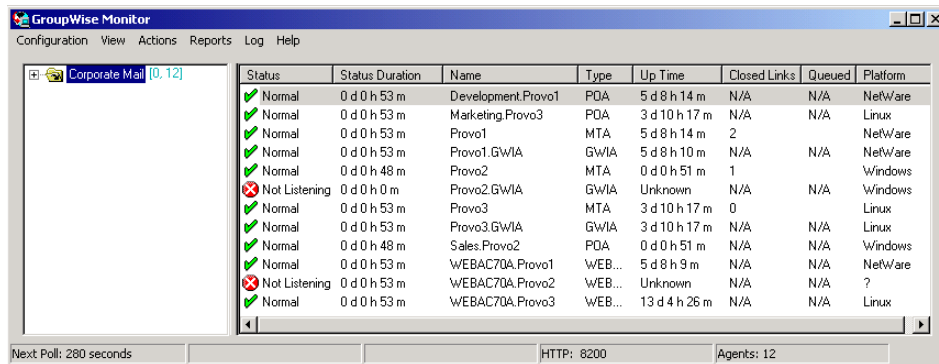 GroupWise Monitor
Configuration View Actions Reports Log Help
Corporate Mail [0, 12]
Status Status Duration Name Type Up Time Closed Links Queued Platform
Normal 0 d 0 h 53 m Development.Provo1 POA 5 d 8 h 14 m N/A N/A NetWare
Normal 0 d 0 h 53 m Marketing.Provo3 POA 3 d 10 h 17 m N/A N/A Linux
Normal 0 d 0 h 53 m Provo1 MTA 5 d 8 h 14 m 2 NetWare
Normal 0 d 0 h 53 m Provo1.GWIA GWIA 5 d 8 h 10 m N/A N/A NetWare
Normal 0 d 0 h 48 m Provo2 MTA 0 d 0 h 51 m 1 Windows
Not Listening 0 d 0 h 0 m Provo2.GWIA GWIA Unknown N/A N/A Windows
Normal 0 d 0 h 53 m Provo3 MTA 3 d 10 h 17 m 0 Linux
Normal 0 d 0 h 53 m Provo3.GWIA GWIA 3 d 10 h 17 m N/A N/A Linux
Normal 0 d 0 h 48 m Sales.Provo2 POA 0 d 0 h 51 m N/A N/A Windows
Normal 0 d 0 h 53 m WEBAC70A.Provo1 WEB... 5 d 8 h 9 m N/A N/A NetWare
Not Listening 0 d 0 h 53 m WEBAC70A.Provo2 WEB... Unknown N/A N/A ?
Normal 0 d 0 h 53 m WEBAC70A.Provo3 WEB... 13 d 4 h 26 m N/A N/A Linux
Next Poll: 280 seconds HTTP: 8200 Agents: 12